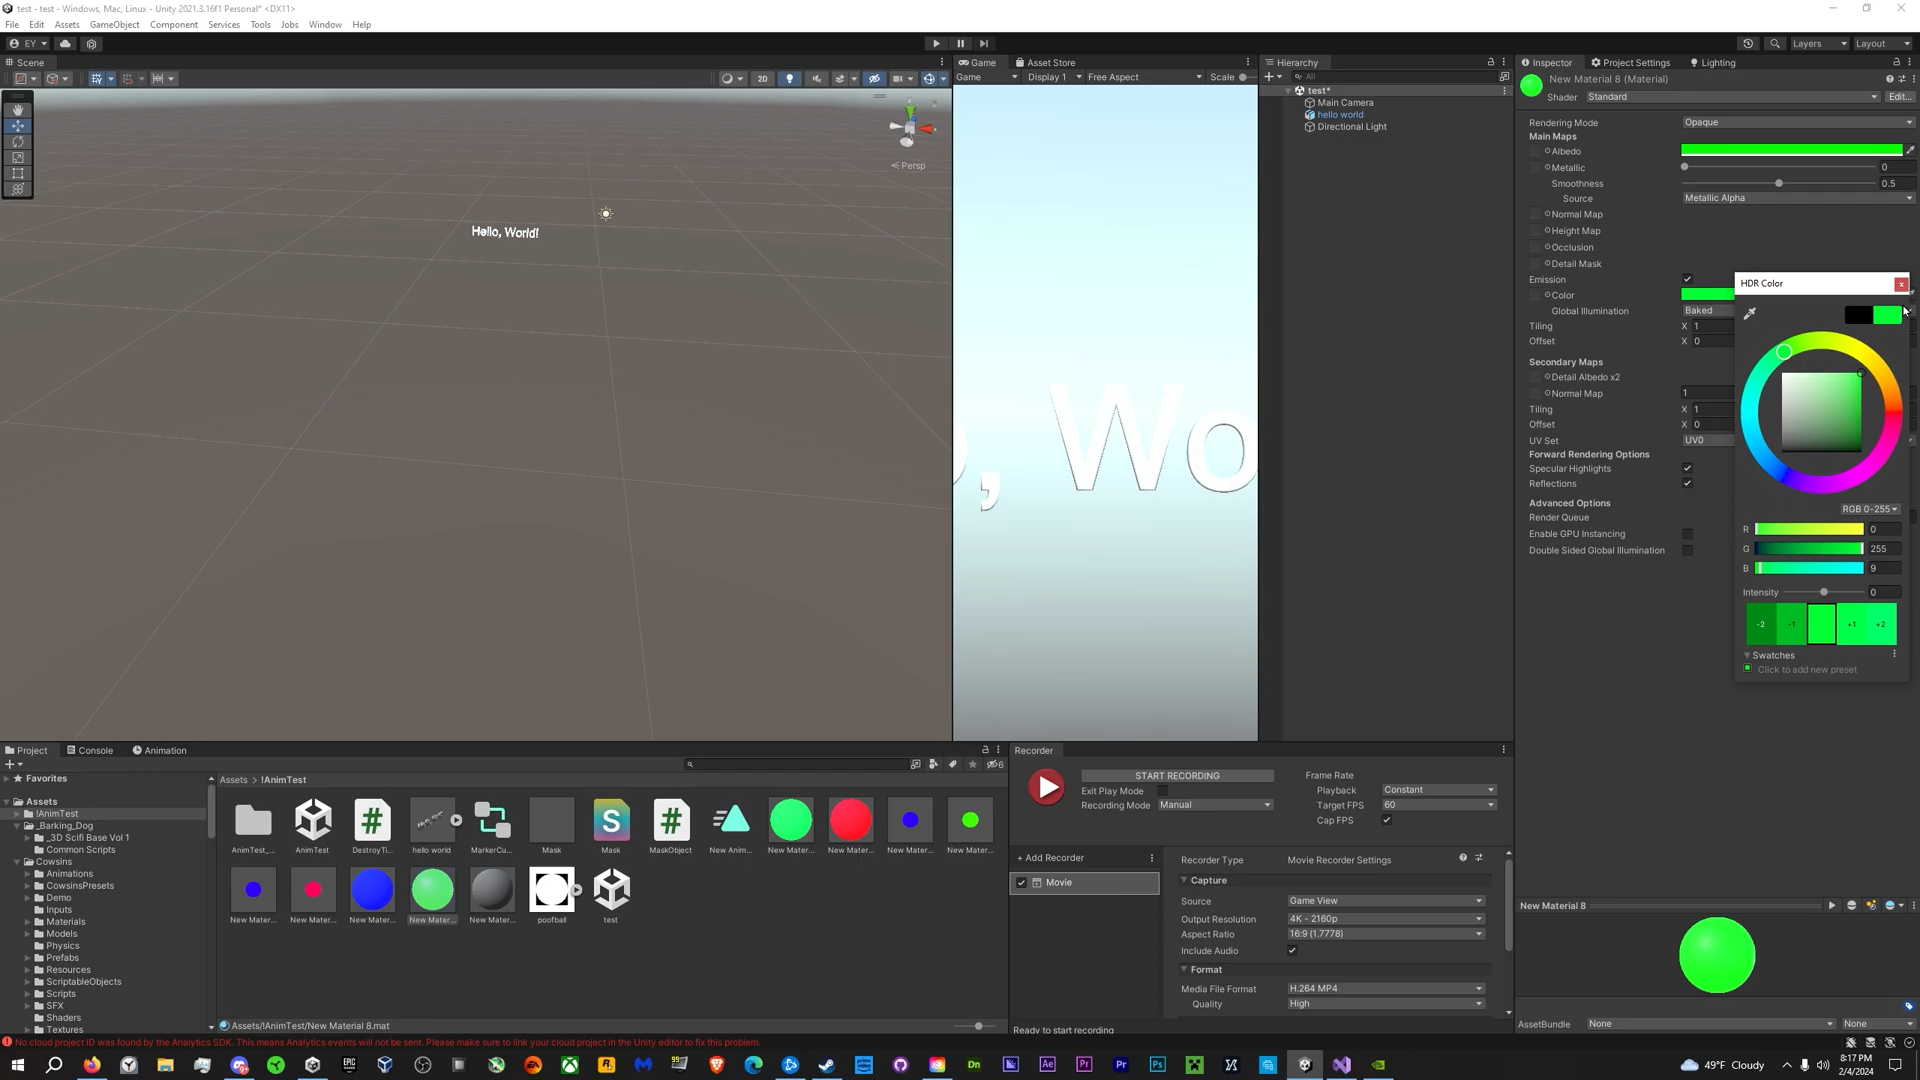 test - test - Windows, Mac, Linux - Unity 2021.3.16f1 Personal* <DX11>
File Edit Assets GameObject Component Services Tools Jobs Window Help
EY Layers Layout
Scene Game Asset Store Hierarchy Inspector Project Settings Lighting
2D Game Display 1 Free Aspect Scale All
New Material 8 (Material)
Shader Standard Edit...
test*
Main Camera
hello world
Directional Light
Persp
Hello, World!
o, Wo
Rendering Mode Opaque
Main Maps
Albedo
Metallic 0
Smoothness 0.5
Source Metallic Alpha
Normal Map
Height Map
Occlusion
Detail Mask
Emission
Color
Global Illumination Baked
Tiling X 1
Offset X 0
Secondary Maps
Detail Albedo x2
Normal Map 1
Tiling X 1
Offset X 0
UV Set UV0
Forward Rendering Options
Specular Highlights
Reflections
Advanced Options
Render Queue
Enable GPU Instancing
Double Sided Global Illumination
HDR Color
x
RGB 0-255
R 0
G 255
B 9
Intensity 0
-2 -1 +1 +2
Swatches
Click to add new preset
Project Console Animation
6
Favorites
Assets
!AnimTest
_Barking_Dog
_3D Scifi Base Vol 1
Common Scripts
Cowsins
Animations
CowsinsPresets
Demo
Inputs
Materials
Models
Physics
Prefabs
Resources
ScriptableObjects
Scripts
SFX
Shaders
Textures
Assets > !AnimTest
AnimTest_... AnimTest DestroyTi... hello world MarkerCu... Mask Mask MaskObject New Anim... New Mater... New Mater... New Mater... New Mater...
New Mater... New Mater... New Mater... New Mater... New Mater... poofball test
Assets/!AnimTest/New Material 8.mat
Recorder
START RECORDING
Exit Play Mode
Recording Mode Manual
Frame Rate
Playback Constant
Target FPS 60
Cap FPS
+ Add Recorder
Movie
Recorder Type Movie Recorder Settings
Capture
Source Game View
Output Resolution 4K - 2160p
Aspect Ratio 16:9 (1.7778)
Include Audio
Format
Media File Format H.264 MP4
Quality High
Ready to start recording
New Material 8
AssetBundle None None
No cloud project ID was found by the Analytics SDK. This means Analytics events will not be sent. Please make sure to link your cloud project in the Unity editor to fix this problem.
49°F Cloudy
8:17 PM
2/4/2024